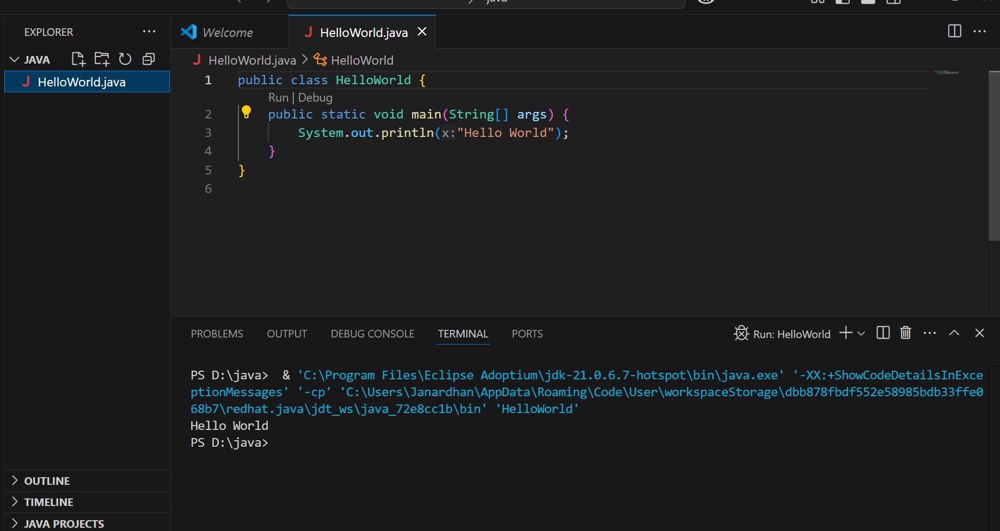 java
EXPLORER ···
Welcome
HelloWorld.java
JAVA
HelloWorld.java
HelloWorld.java > HelloWorld
1 public class HelloWorld {
Run | Debug
2 public static void main(String[] args) {
3 System.out.println(x:"Hello World");
4 }
5 }
6
PROBLEMS OUTPUT DEBUG CONSOLE TERMINAL PORTS
Run: HelloWorld
PS D:\java>  & 'C:\Program Files\Eclipse Adoptium\jdk-21.0.6.7-hotspot\bin\java.exe' '-XX:+ShowCodeDetailsInExce
ptionMessages' '-cp' 'C:\Users\Janardhan\AppData\Roaming\Code\User\workspaceStorage\dbb878fbdf552e58985bdb33ffe0
68b7\redhat.java\jdt_ws\java_72e8cc1b\bin' 'HelloWorld'
Hello World
PS D:\java>
OUTLINE
TIMELINE
JAVA PROJECTS